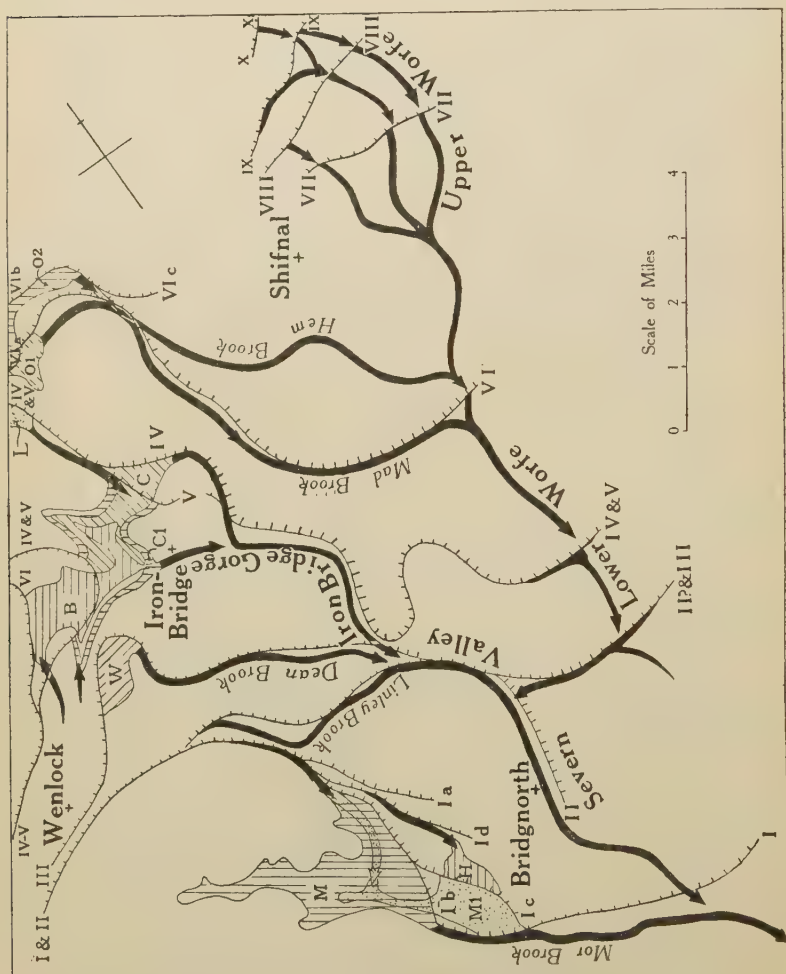 X
X
IX
IX
VIII
VIII
VII
VII
Upper Worfe
Shifnal
VIb
O2
VIc
VIa
O1
IV
&V
L
Hem
Brook
VI
Mad
Brook
Scale of Miles
0 1 2 3 4
Worfe
Lower
IV & V
II?&III
IV & V
VI
IV
C
V
C1
B
Iron-
Bridge
Iron Bridge Gorge
W
Dean Brook
Linley Brook
Valley
Severn
Wenlock
IV-V
III
I & II
Ia
Id
M
Ib
H
M1
Ic
Bridgnorth
II
I
Mor Brook